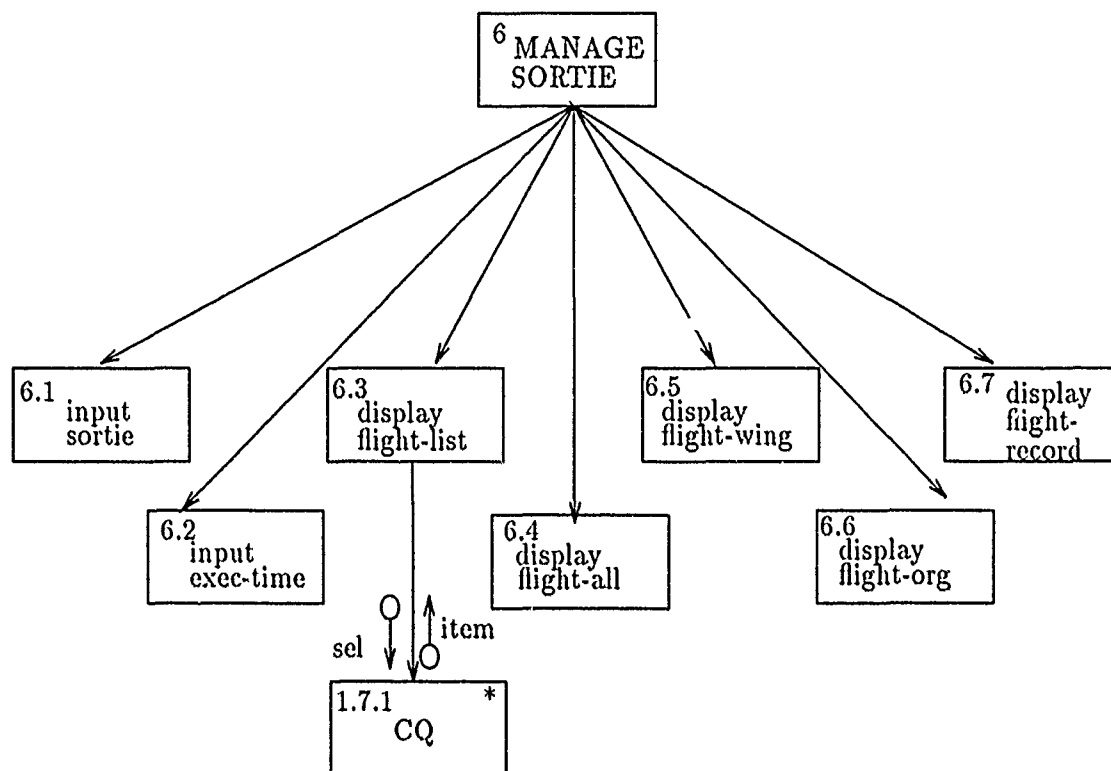 6 MANAGE
SORTIE
6.1
input
sortie
6.3
display
flight-list
6.5
display
flight-wing
6.7 display
flight-
record
6.2
input
exec-time
6.4
display
flight-all
6.6
display
flight-org
sel
item
1.7.1 *
CQ